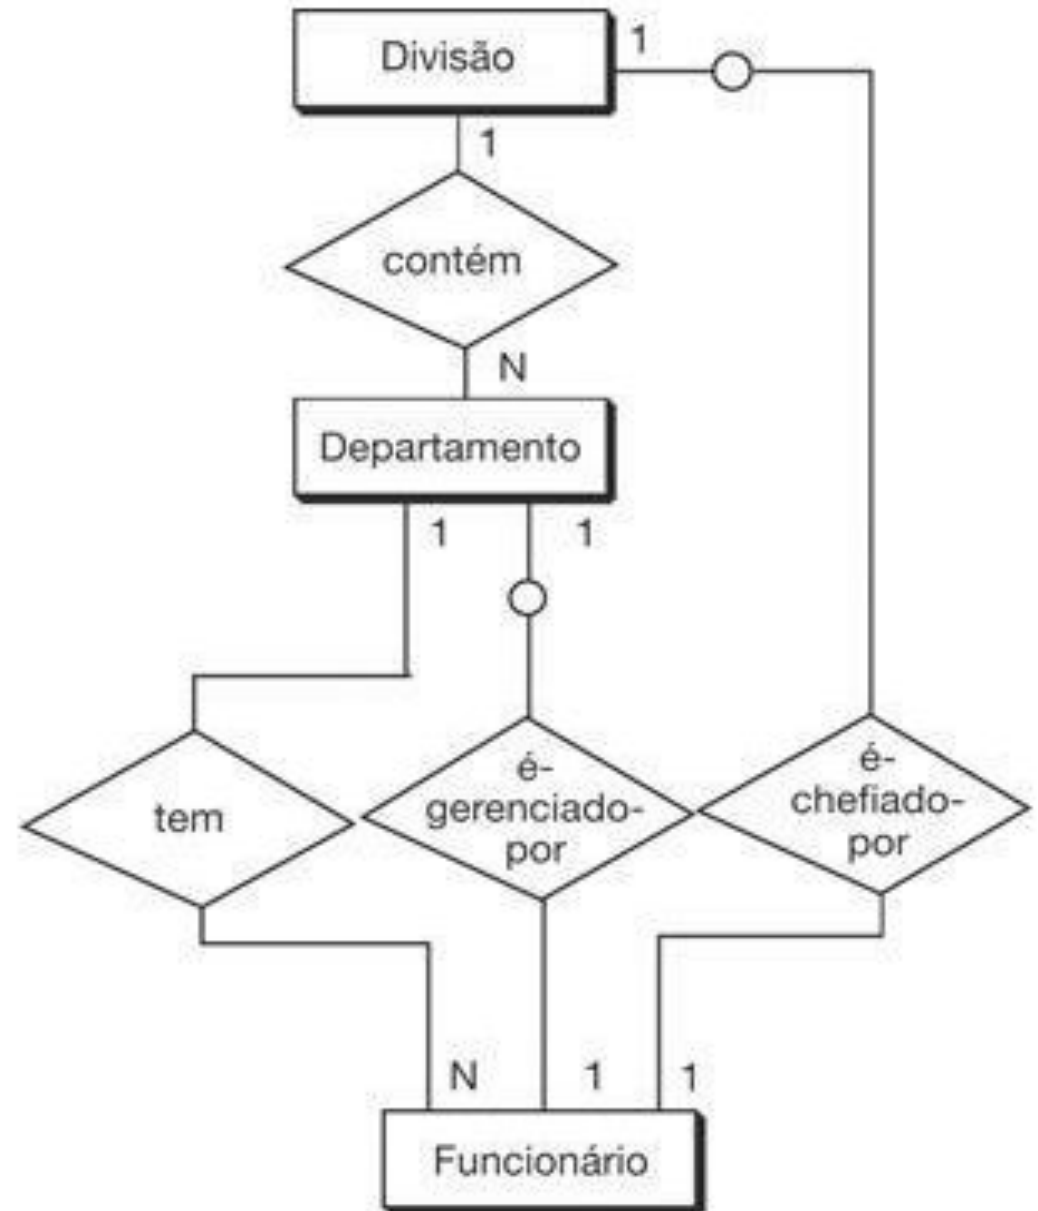 Divisão
1
1
contém
N
Departamento
1
1
tem
é-
gerenciado-
por
é-
chefiado-
por
N
1
1
Funcionário